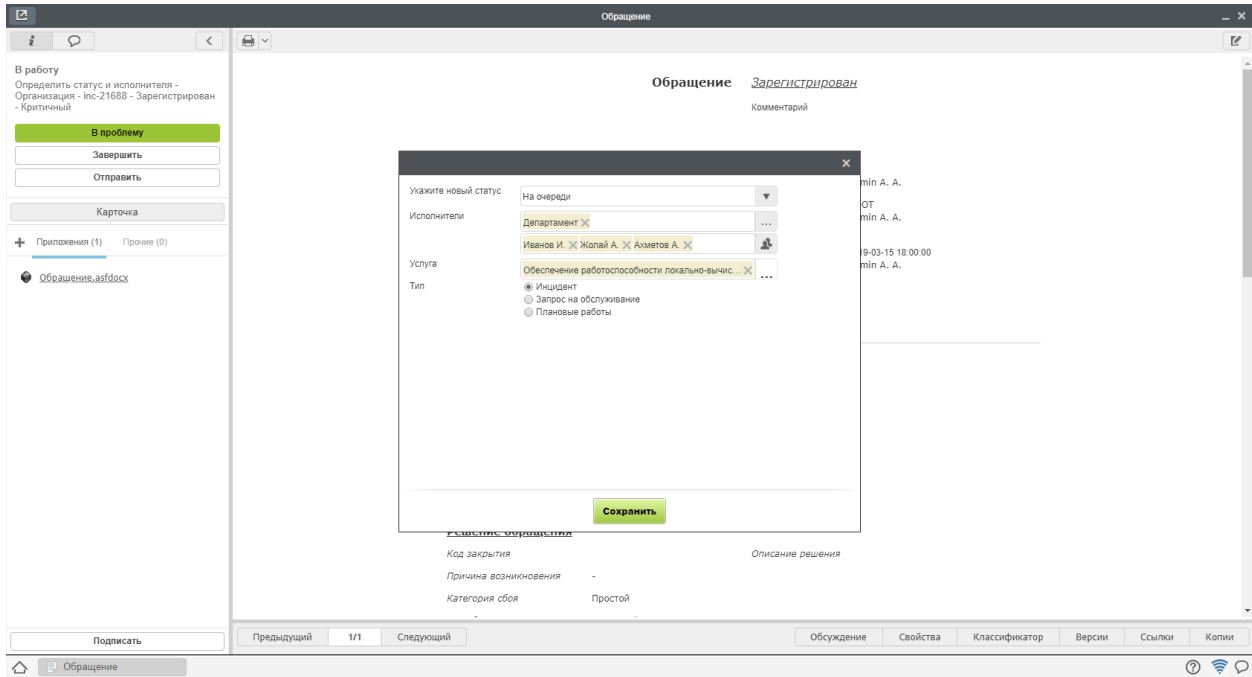 Обращение
В работу
Определить статус и исполнителя -
Организация - inc-21688 - Зарегистрирован
- Критичный
В проблему
Завершить
Отправить
Карточка
Приложения (1) Прочие (0)
Обращение.asfdocx
Подписать
Обращение Зарегистрирован
Комментарий
min A. A.
ОТ
min A. A.
19-03-15 18:00:00
min A. A.
Укажите новый статус На очереди
Исполнители Департамент
Иванов И. Жолай А. Ахметов А.
Услуга Обеспечение работоспособности локально-вычис...
Тип Инцидент
Запрос на обслуживание
Плановые работы
Сохранить
Решение обращения
Код закрытия Описание решения
Причина возникновения -
Категория сбоя Простой
Предыдущий 1/1 Следующий Обсуждение Свойства Классификатор Версии Ссылки Копии
Обращение